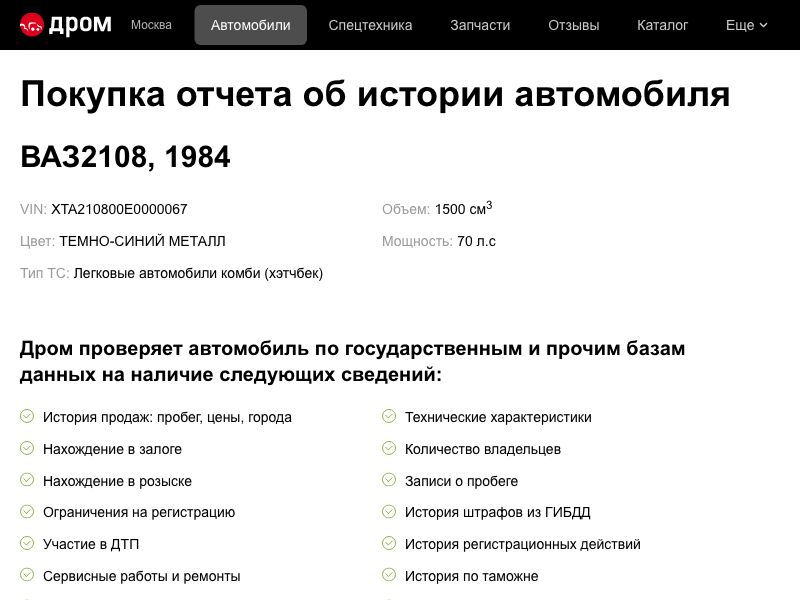 дром
Москва
Автомобили
Спецтехника
Запчасти
Отзывы
Каталог
Еще
Покупка отчета об истории автомобиля
ВАЗ2108, 1984
VIN: XTA210800E0000067
Объем: 1500 см³
Цвет: ТЕМНО-СИНИЙ МЕТАЛЛ
Мощность: 70 л.с
Тип ТС: Легковые автомобили комби (хэтчбек)
Дром проверяет автомобиль по государственным и прочим базам
данных на наличие следующих сведений:
История продаж: пробег, цены, города
Технические характеристики
Нахождение в залоге
Количество владельцев
Нахождение в розыске
Записи о пробеге
Ограничения на регистрацию
История штрафов из ГИБДД
Участие в ДТП
История регистрационных действий
Сервисные работы и ремонты
История по таможне